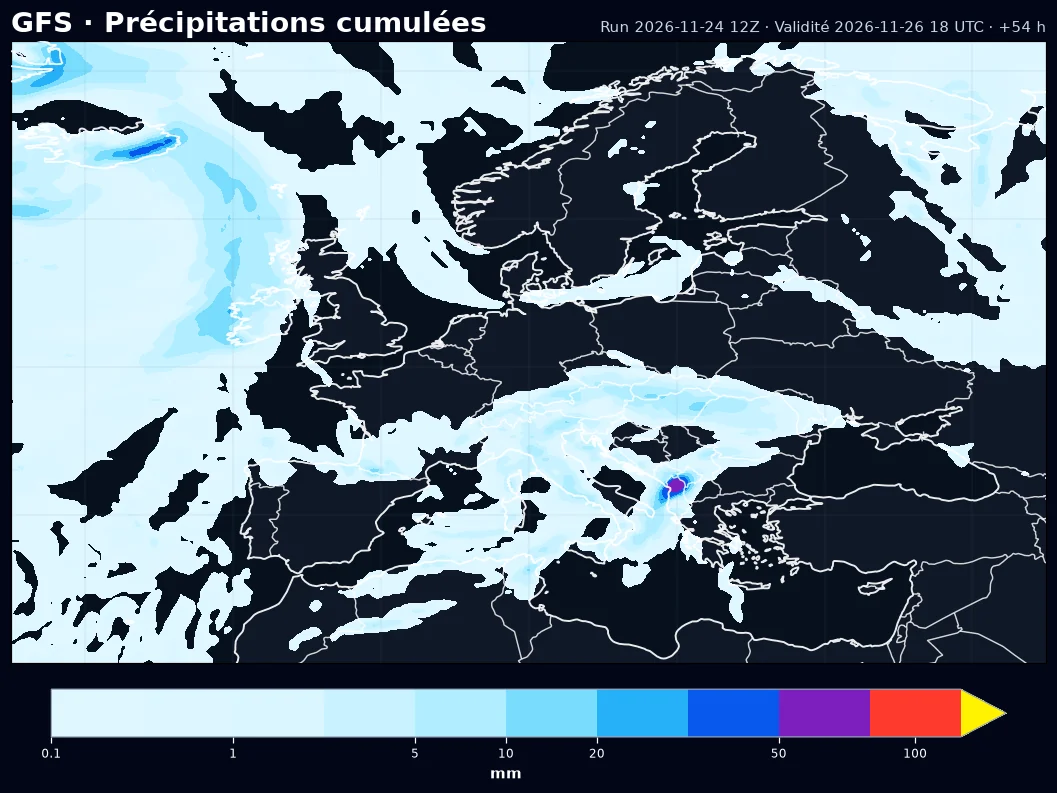 GFS · Précipitations cumulées
Run 2026-11-24 12Z · Validité 2026-11-26 18 UTC · +54 h
0.1 1 5 10 20 50 100
mm